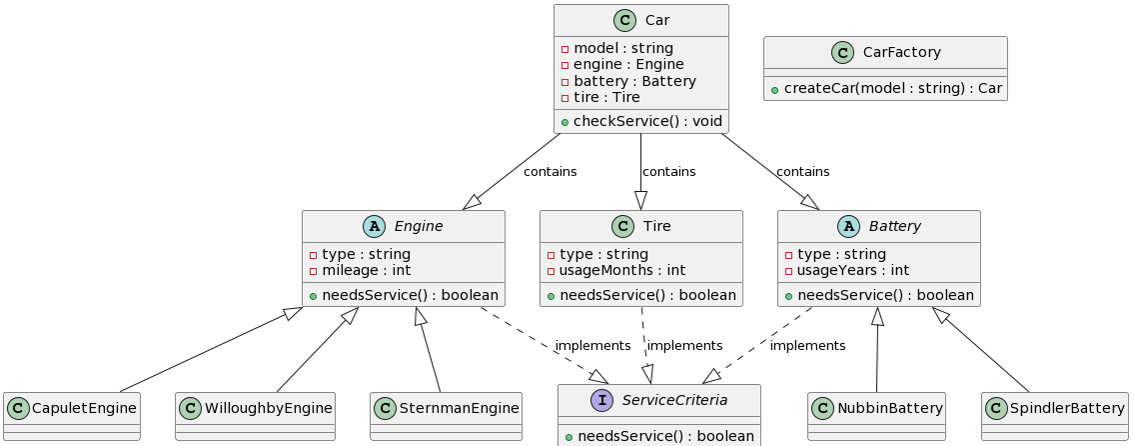 C Car
model : string
engine : Engine
battery : Battery
tire : Tire
checkService() : void
C CarFactory
createCar(model : string) : Car
contains
contains
contains
A Engine
type : string
mileage : int
needsService() : boolean
C Tire
type : string
usageMonths : int
needsService() : boolean
A Battery
type : string
usageYears : int
needsService() : boolean
implements
implements
implements
C CapuletEngine
C WilloughbyEngine
C SternmanEngine
I ServiceCriteria
needsService() : boolean
C NubbinBattery
C SpindlerBattery